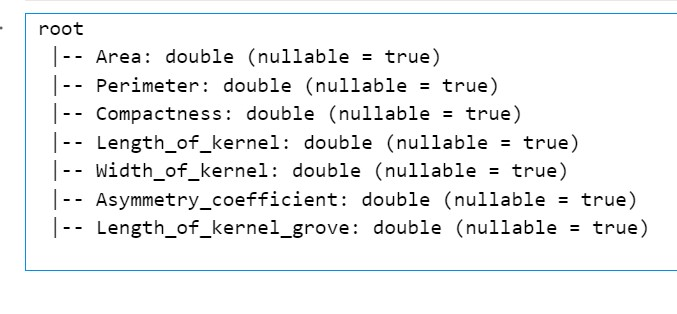 root
 |-- Area: double (nullable = true)
 |-- Perimeter: double (nullable = true)
 |-- Compactness: double (nullable = true)
 |-- Length_of_kernel: double (nullable = true)
 |-- Width_of_kernel: double (nullable = true)
 |-- Asymmetry_coefficient: double (nullable = true)
 |-- Length_of_kernel_grove: double (nullable = true)